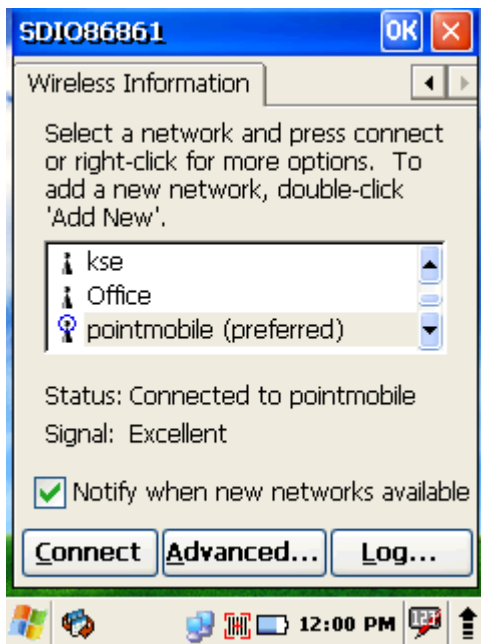 SDIO86861
OK
Wireless Information
Select a network and press connect
or right-click for more options. To
add a new network, double-click
'Add New'.
kse
Office
pointmobile (preferred)
Status: Connected to pointmobile
Signal: Excellent
Notify when new networks available
Connect
Advanced...
Log...
12:00 PM